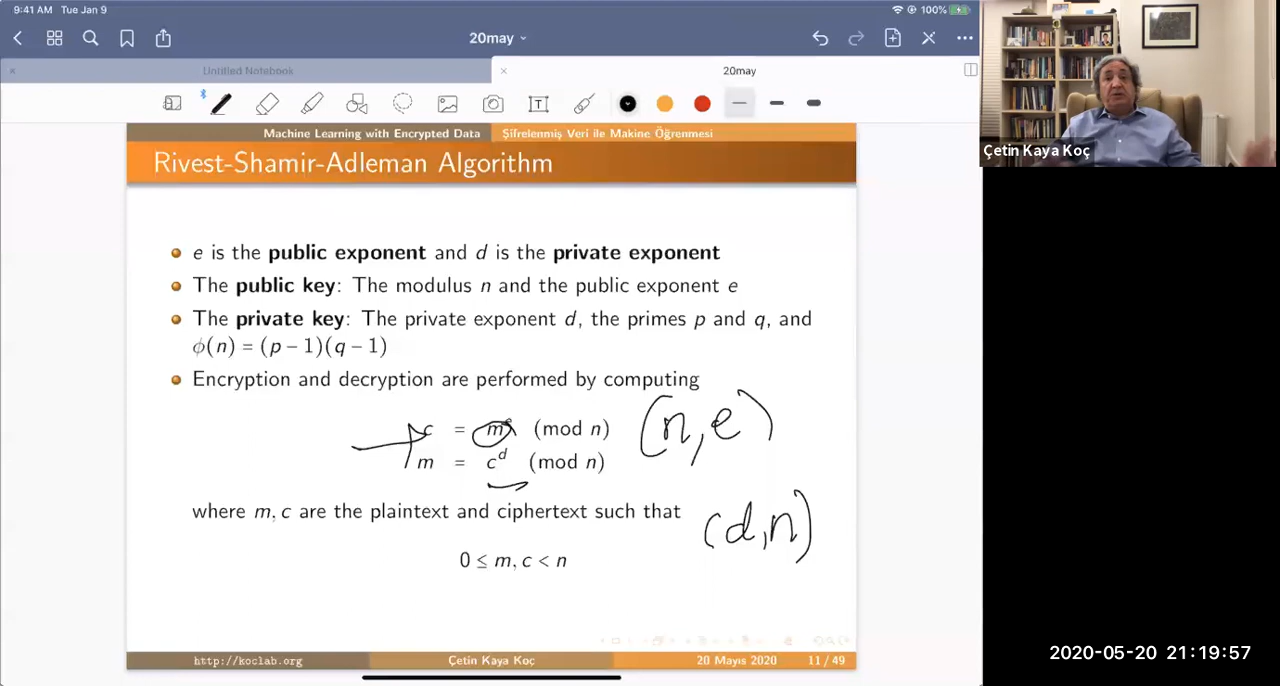 9:41 AM Tue Jan 9
100%
20may
Untitled Notebook
20may
T
Machine Learning with Encrypted Data
Şifrelenmiş Veri ile Makine Öğrenmesi
Rivest-Shamir-Adleman Algorithm
e is the public exponent and d is the private exponent
The public key: The modulus n and the public exponent e
The private key: The private exponent d, the primes p and q, and
ϕ(n) = (p − 1)(q − 1)
Encryption and decryption are performed by computing
c = mᵉ (mod n)
(n,e)
m = cᵈ (mod n)
where m, c are the plaintext and ciphertext such that
(d,n)
0 ≤ m, c < n
http://koclab.org
Çetin Kaya Koç
20 Mayıs 2020
11 / 49
Çetin Kaya Koç
2020-05-20 21:19:57